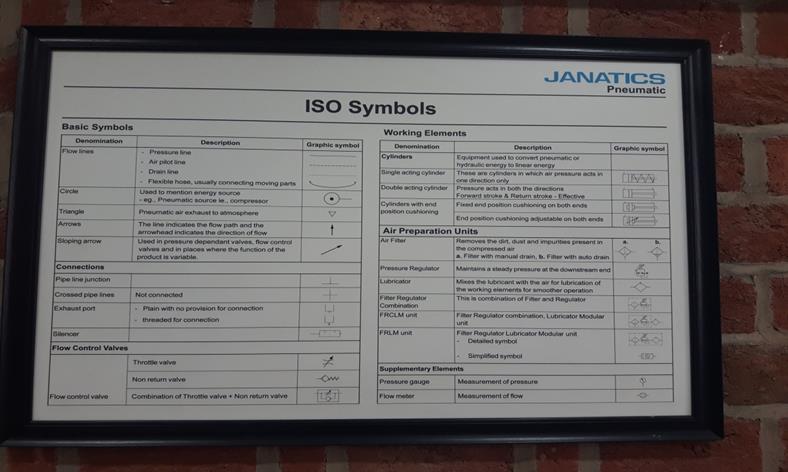 JANATICS
Pneumatic
ISO Symbols
Basic Symbols
Denomination Description Graphic symbol
Flow lines - Pressure line
- Air pilot line
- Drain line
- Flexible hose, usually connecting moving parts
Circle Used to mention energy source
- eg., Pneumatic source ie., compressor
Triangle Pneumatic air exhaust to atmosphere
Arrows The line indicates the flow path and the
arrowhead indicates the direction of flow
Sloping arrow Used in pressure dependant valves, flow control
valves and in places where the function of the
product is variable.
Connections
Pipe line junction
Crossed pipe lines Not connected
Exhaust port - Plain with no provision for connection
- threaded for connection
Silencer
Flow Control Valves
Throttle valve
Non return valve
Flow control valve Combination of Throttle valve + Non return valve
Working Elements
Denomination Description Graphic symbol
Cylinders Equipment used to convert pneumatic or
hydraulic energy to linear energy
Single acting cylinder These are cylinders in which air pressure acts in
one direction only
Double acting cylinder Pressure acts in both the directions
Forward stroke & Return stroke - Effective
Cylinders with end Fixed end position cushioning on both ends
position cushioning
End position cushioning adjustable on both ends
Air Preparation Units
Air Filter Removes the dirt, dust and impurities present in a. b.
the compressed air
a. Filter with manual drain, b. Filter with auto drain
Pressure Regulator Maintains a steady pressure at the downstream end
Lubricator Mixes the lubricant with the air for lubrication of
the working elements for smoother operation
Filter Regulator This is combination of Filter and Regulator
Combination
FRCLM unit Filter Regulator combination, Lubricator Modular
unit
FRLM unit Filter Regulator Lubricator Modular unit
- Detailed symbol
- Simplified symbol
Supplementary Elements
Pressure gauge Measurement of pressure
Flow meter Measurement of flow